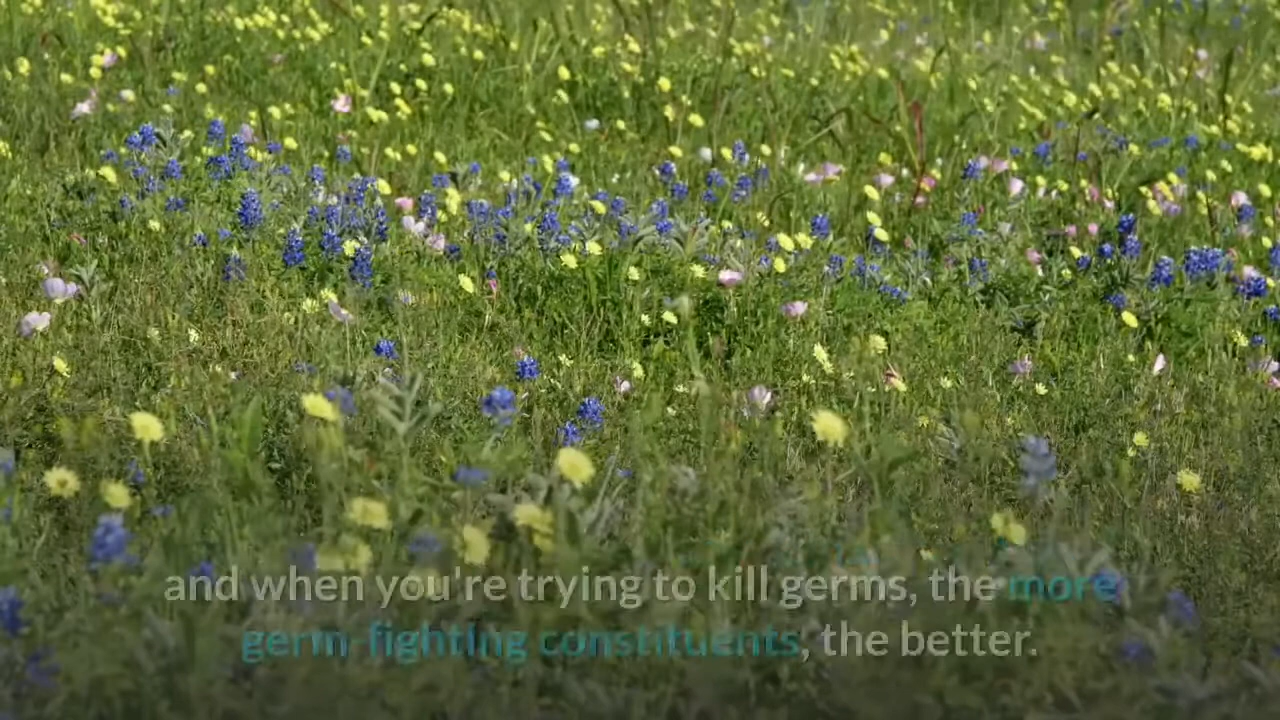 and when you're trying to kill germs, the more
germ-fighting constituents, the better.